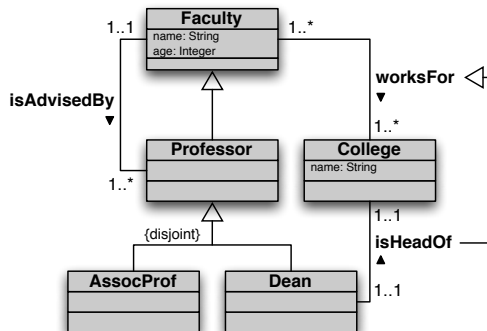 Faculty
name: String
age: Integer
1..1
1..*
isAdvisedBy
worksFor
1..*
1..*
Professor
College
name: String
{disjoint}
1..1
isHeadOf
AssocProf
Dean
1..1